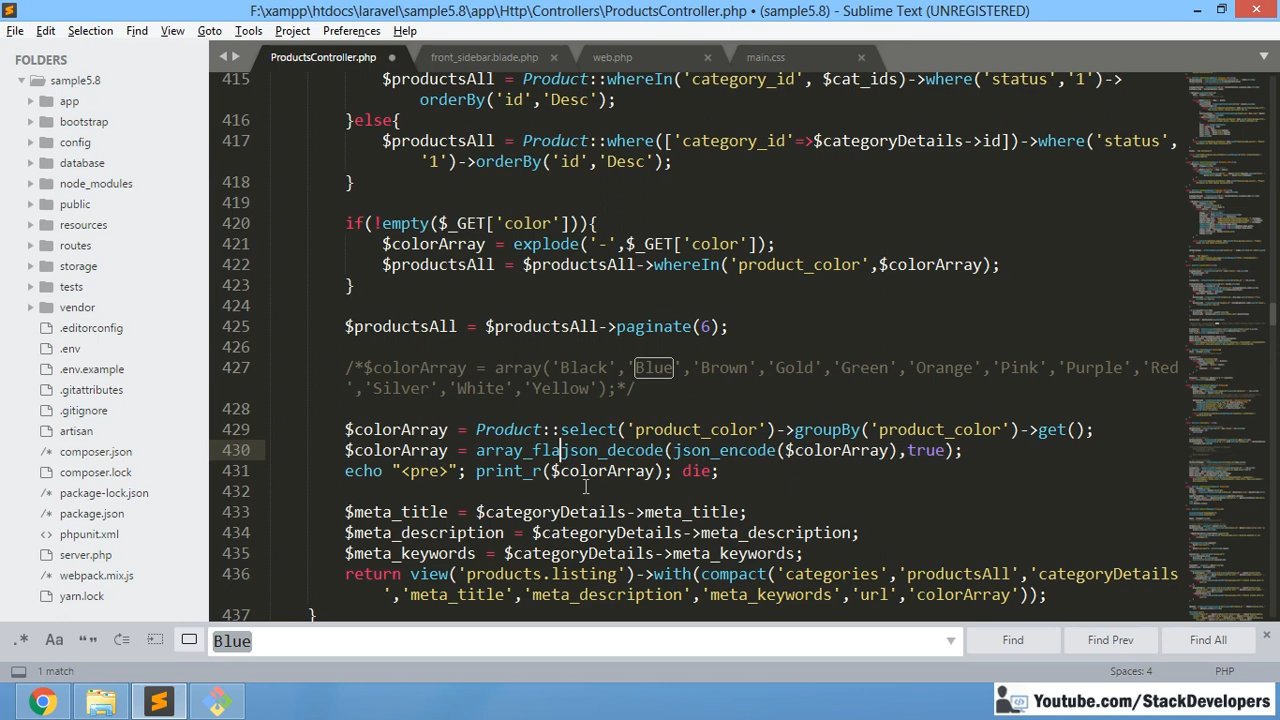 F:\xampp\htdocs\laravel\sample5.8\app\Http\Controllers\ProductsController.php • (sample5.8) - Sublime Text (UNREGISTERED)
File Edit Selection Find View Goto Tools Project Preferences Help
FOLDERS
sample5.8
app
bootstrap
config
database
node_modules
public
resources
routes
storage
tests
vendor
.editorconfig
.env
.env.example
.gitattributes
.gitignore
artisan
composer.json
composer.lock
package-lock.json
package.json
phpunit.xml
server.php
webpack.mix.js
yarn.lock
ProductsController.php front_sidebar.blade.php web.php main.css
415 $productsAll = Product::whereIn('category_id', $cat_ids)->where('status','1')->
orderBy('id','Desc');
416 }else{
417 $productsAll = Product::where(['category_id'=>$categoryDetails->id])->where('status',
'1')->orderBy('id','Desc');
418 }
419
420 if(!empty($_GET['color'])){
421 $colorArray = explode('-',$_GET['color']);
422 $productsAll = $productsAll->whereIn('product_color',$colorArray);
423 }
424
425 $productsAll = $productsAll->paginate(6);
426
427 /*$colorArray = array('Black','Blue','Brown','Gold','Green','Orange','Pink','Purple','Red
','Silver','White','Yellow');*/
428
429 $colorArray = Product::select('product_color')->groupBy('product_color')->get();
430 $colorArray = array_flajson_decode(json_encode($colorArray),true);
431 echo "<pre>"; print_r($colorArray); die;
432
433 $meta_title = $categoryDetails->meta_title;
434 $meta_description = $categoryDetails->meta_description;
435 $meta_keywords = $categoryDetails->meta_keywords;
436 return view('products.listing')->with(compact('categories','productsAll','categoryDetails
','meta_title','meta_description','meta_keywords','url','colorArray'));
437 }
.* Aa “” Blue Find Find Prev Find All
1 match Spaces: 4 PHP
Youtube.com/StackDevelopers